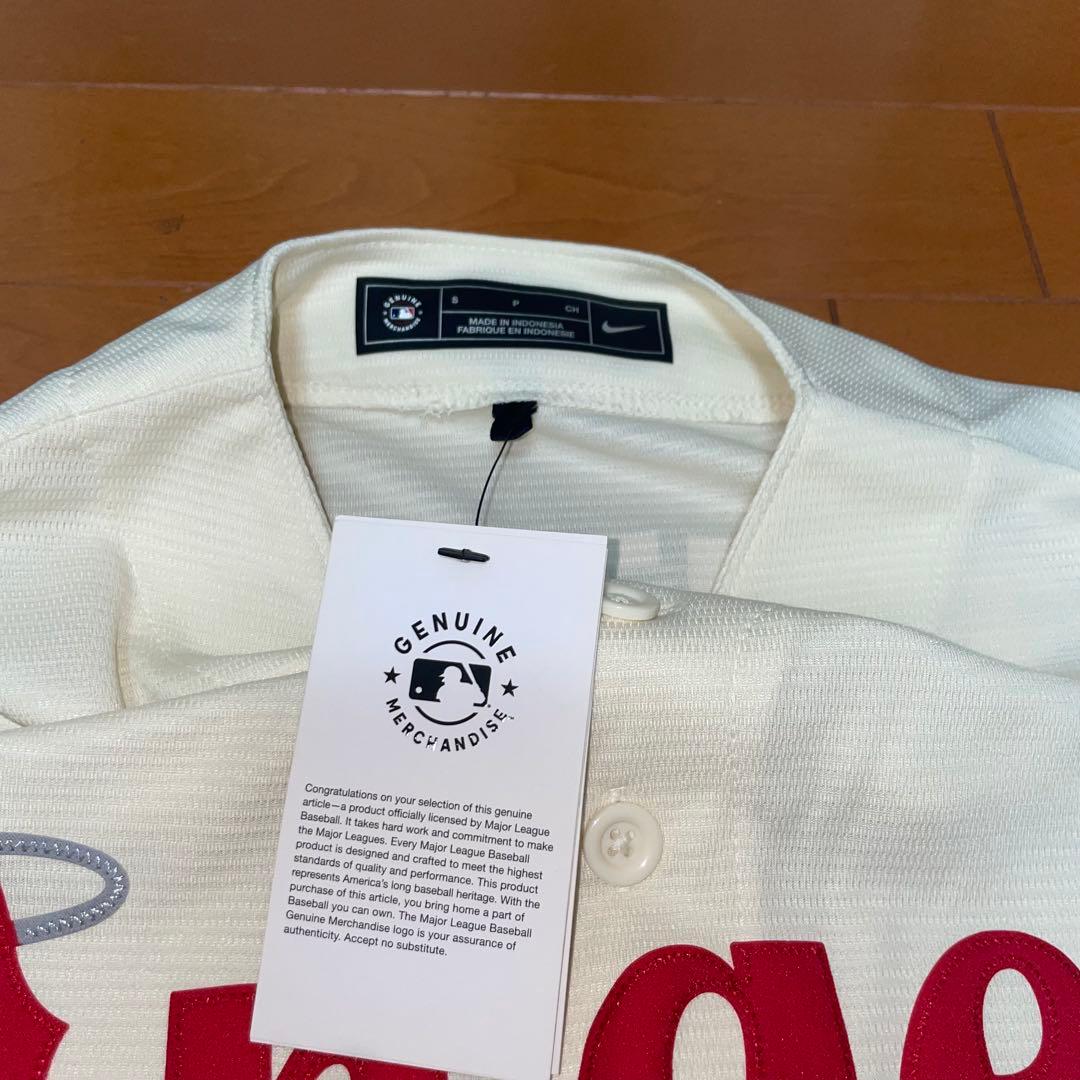 GENUINE
MERCHANDISE
S P CH
MADE IN INDONESIA
FABRIQUE EN INDONESIE
GENUINE
MERCHANDISE
Congratulations on your selection of this genuine
article—a product officially licensed by Major League
Baseball. It takes hard work and commitment to make
the Major Leagues. Every Major League Baseball
product is designed and crafted to meet the highest
standards of quality and performance. This product
represents America's long baseball heritage. With the
purchase of this article, you bring home a part of
Baseball you can own. The Major League Baseball
Genuine Merchandise logo is your assurance of
authenticity. Accept no substitute.